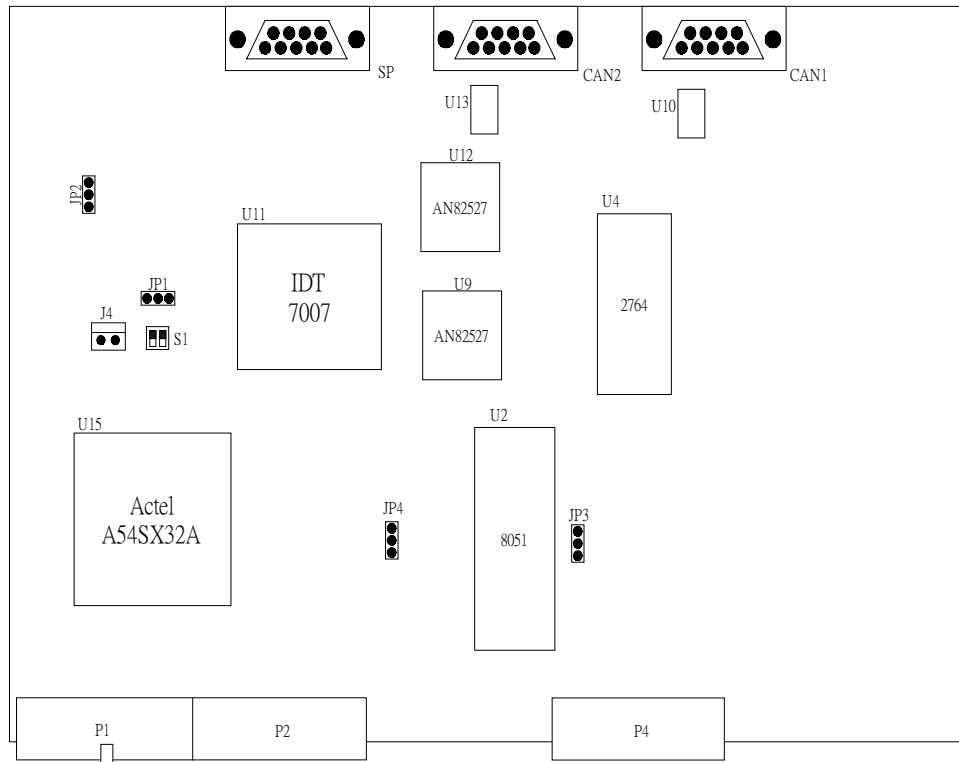 SP
CAN2
CAN1
U13
U10
U12
AN82527
JP2
U11
IDT
7007
U4
2764
JP1
U9
AN82527
J4
S1
U15
Actel
A54SX32A
U2
8051
JP4
JP3
P1
P2
P4